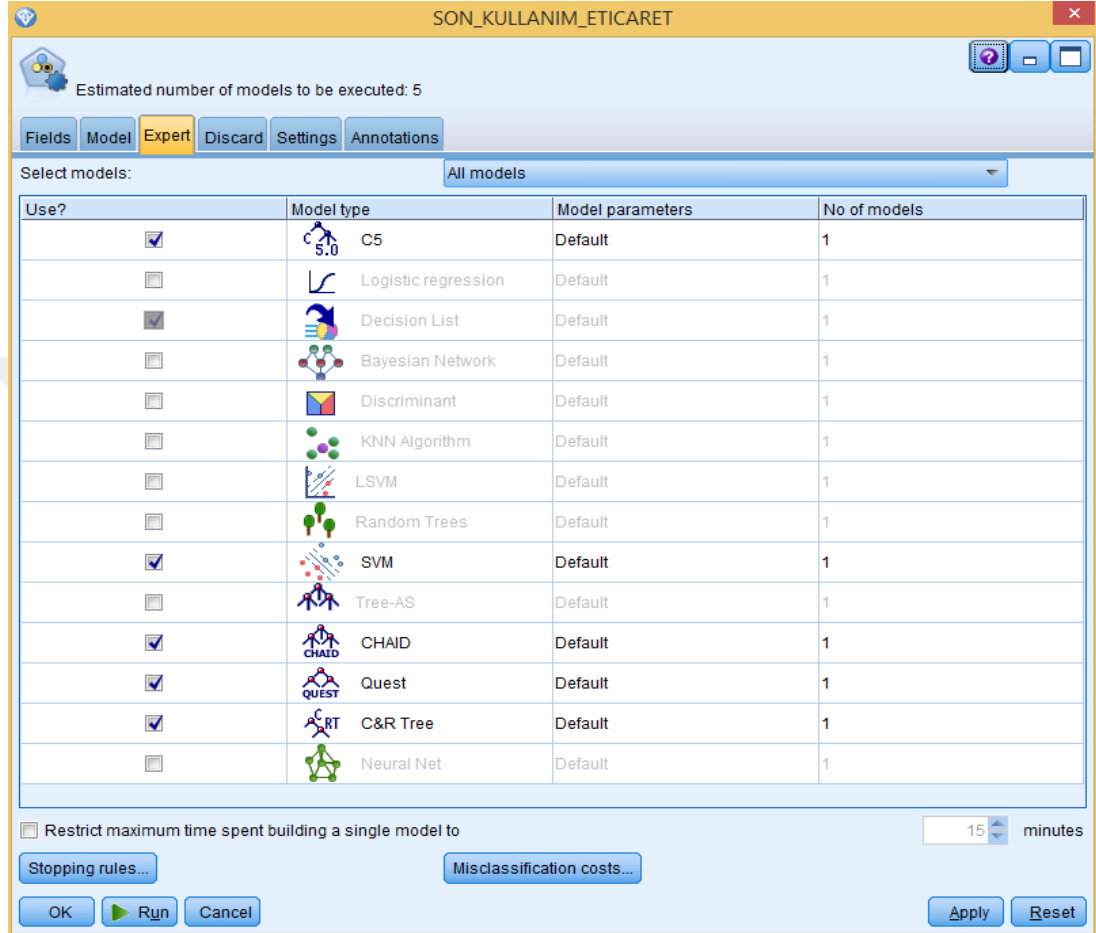 SON_KULLANIM_ETICARET
Estimated number of models to be executed: 5
Fields Model Expert Discard Settings Annotations
Select models: All models
Use? Model type Model parameters No of models
C 5.0 C5 Default 1
Logistic regression Default 1
Decision List Default 1
Bayesian Network Default 1
Discriminant Default 1
KNN Algorithm Default 1
LSVM Default 1
Random Trees Default 1
SVM Default 1
Tree-AS Default 1
CHAID CHAID Default 1
QUEST Quest Default 1
C RT C&R Tree Default 1
Neural Net Default 1
Restrict maximum time spent building a single model to 15 minutes
Stopping rules... Misclassification costs...
OK Run Cancel Apply Reset